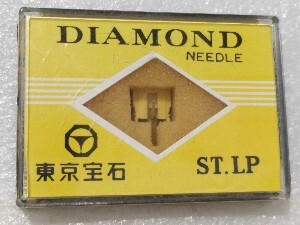 DIAMOND
NEEDLE
東京宝石
ST.LP